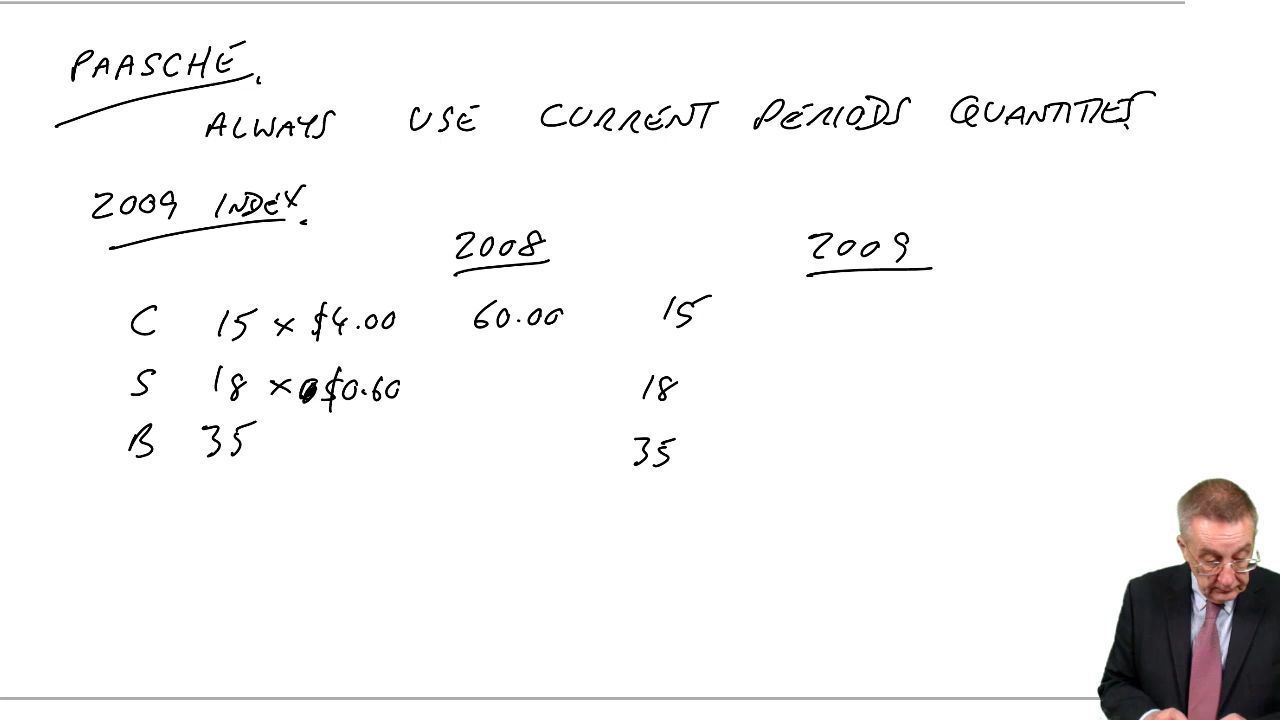 PAASCHE.
ALWAYS USE CURRENT PERIODS QUANTITIES.
2009 INDEX.
2008 2009
C 15 x $4.00 60.00 15
S 18 x $0.60 18
B 35 35